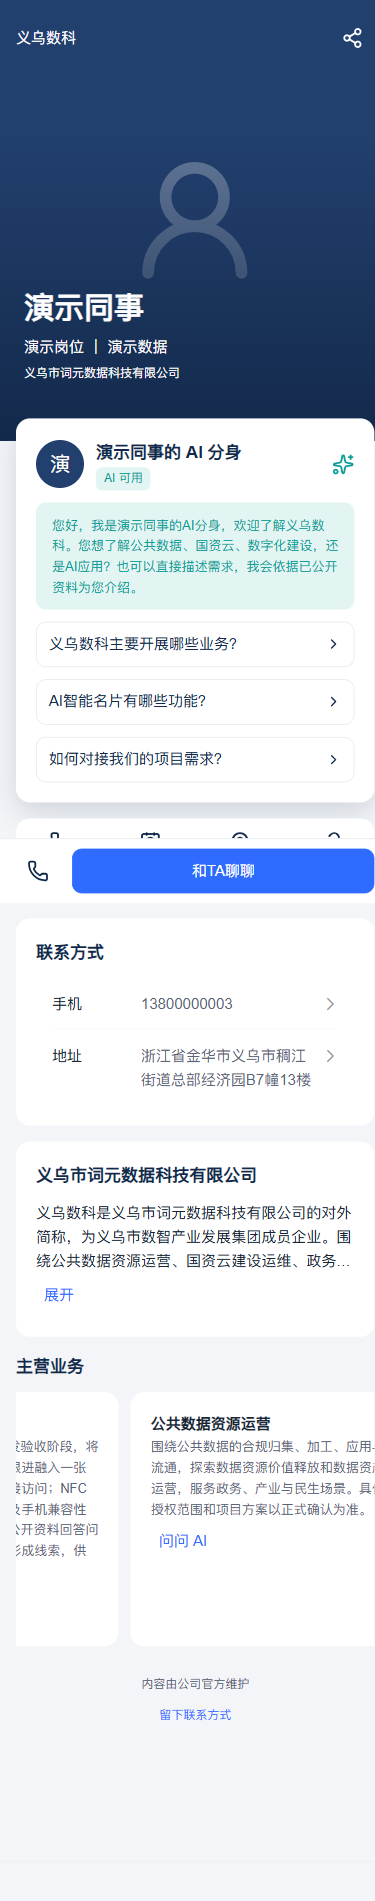 义乌数科
演示同事
演示岗位 | 演示数据
义乌市词元数据科技有限公司
演
演示同事的 AI 分身
AI 可用
您好，我是演示同事的AI分身，欢迎了解义乌数
科。您想了解公共数据、国资云、数字化建设，还
是AI应用？也可以直接描述需求，我会依据已公开
资料为您介绍。
义乌数科主要开展哪些业务？
AI智能名片有哪些功能？
如何对接我们的项目需求？
和TA聊聊
联系方式
手机 13800000003
地址 浙江省金华市义乌市稠江
街道总部经济园B7幢13楼
义乌市词元数据科技有限公司
义乌数科是义乌市词元数据科技有限公司的对外
简称，为义乌市数智产业发展集团成员企业。围
绕公共数据资源运营、国资云建设运维、政务...
展开
主营业务
验收阶段，将
进融入一张
访问；NFC
手机兼容性
开资料回答问
成线索，供
公共数据资源运营
围绕公共数据的合规归集、加工、应用
流通，探索数据资源价值释放和数据资
运营，服务政务、产业与民生场景。具
授权范围和项目方案以正式确认为准。
问问 AI
内容由公司官方维护
留下联系方式